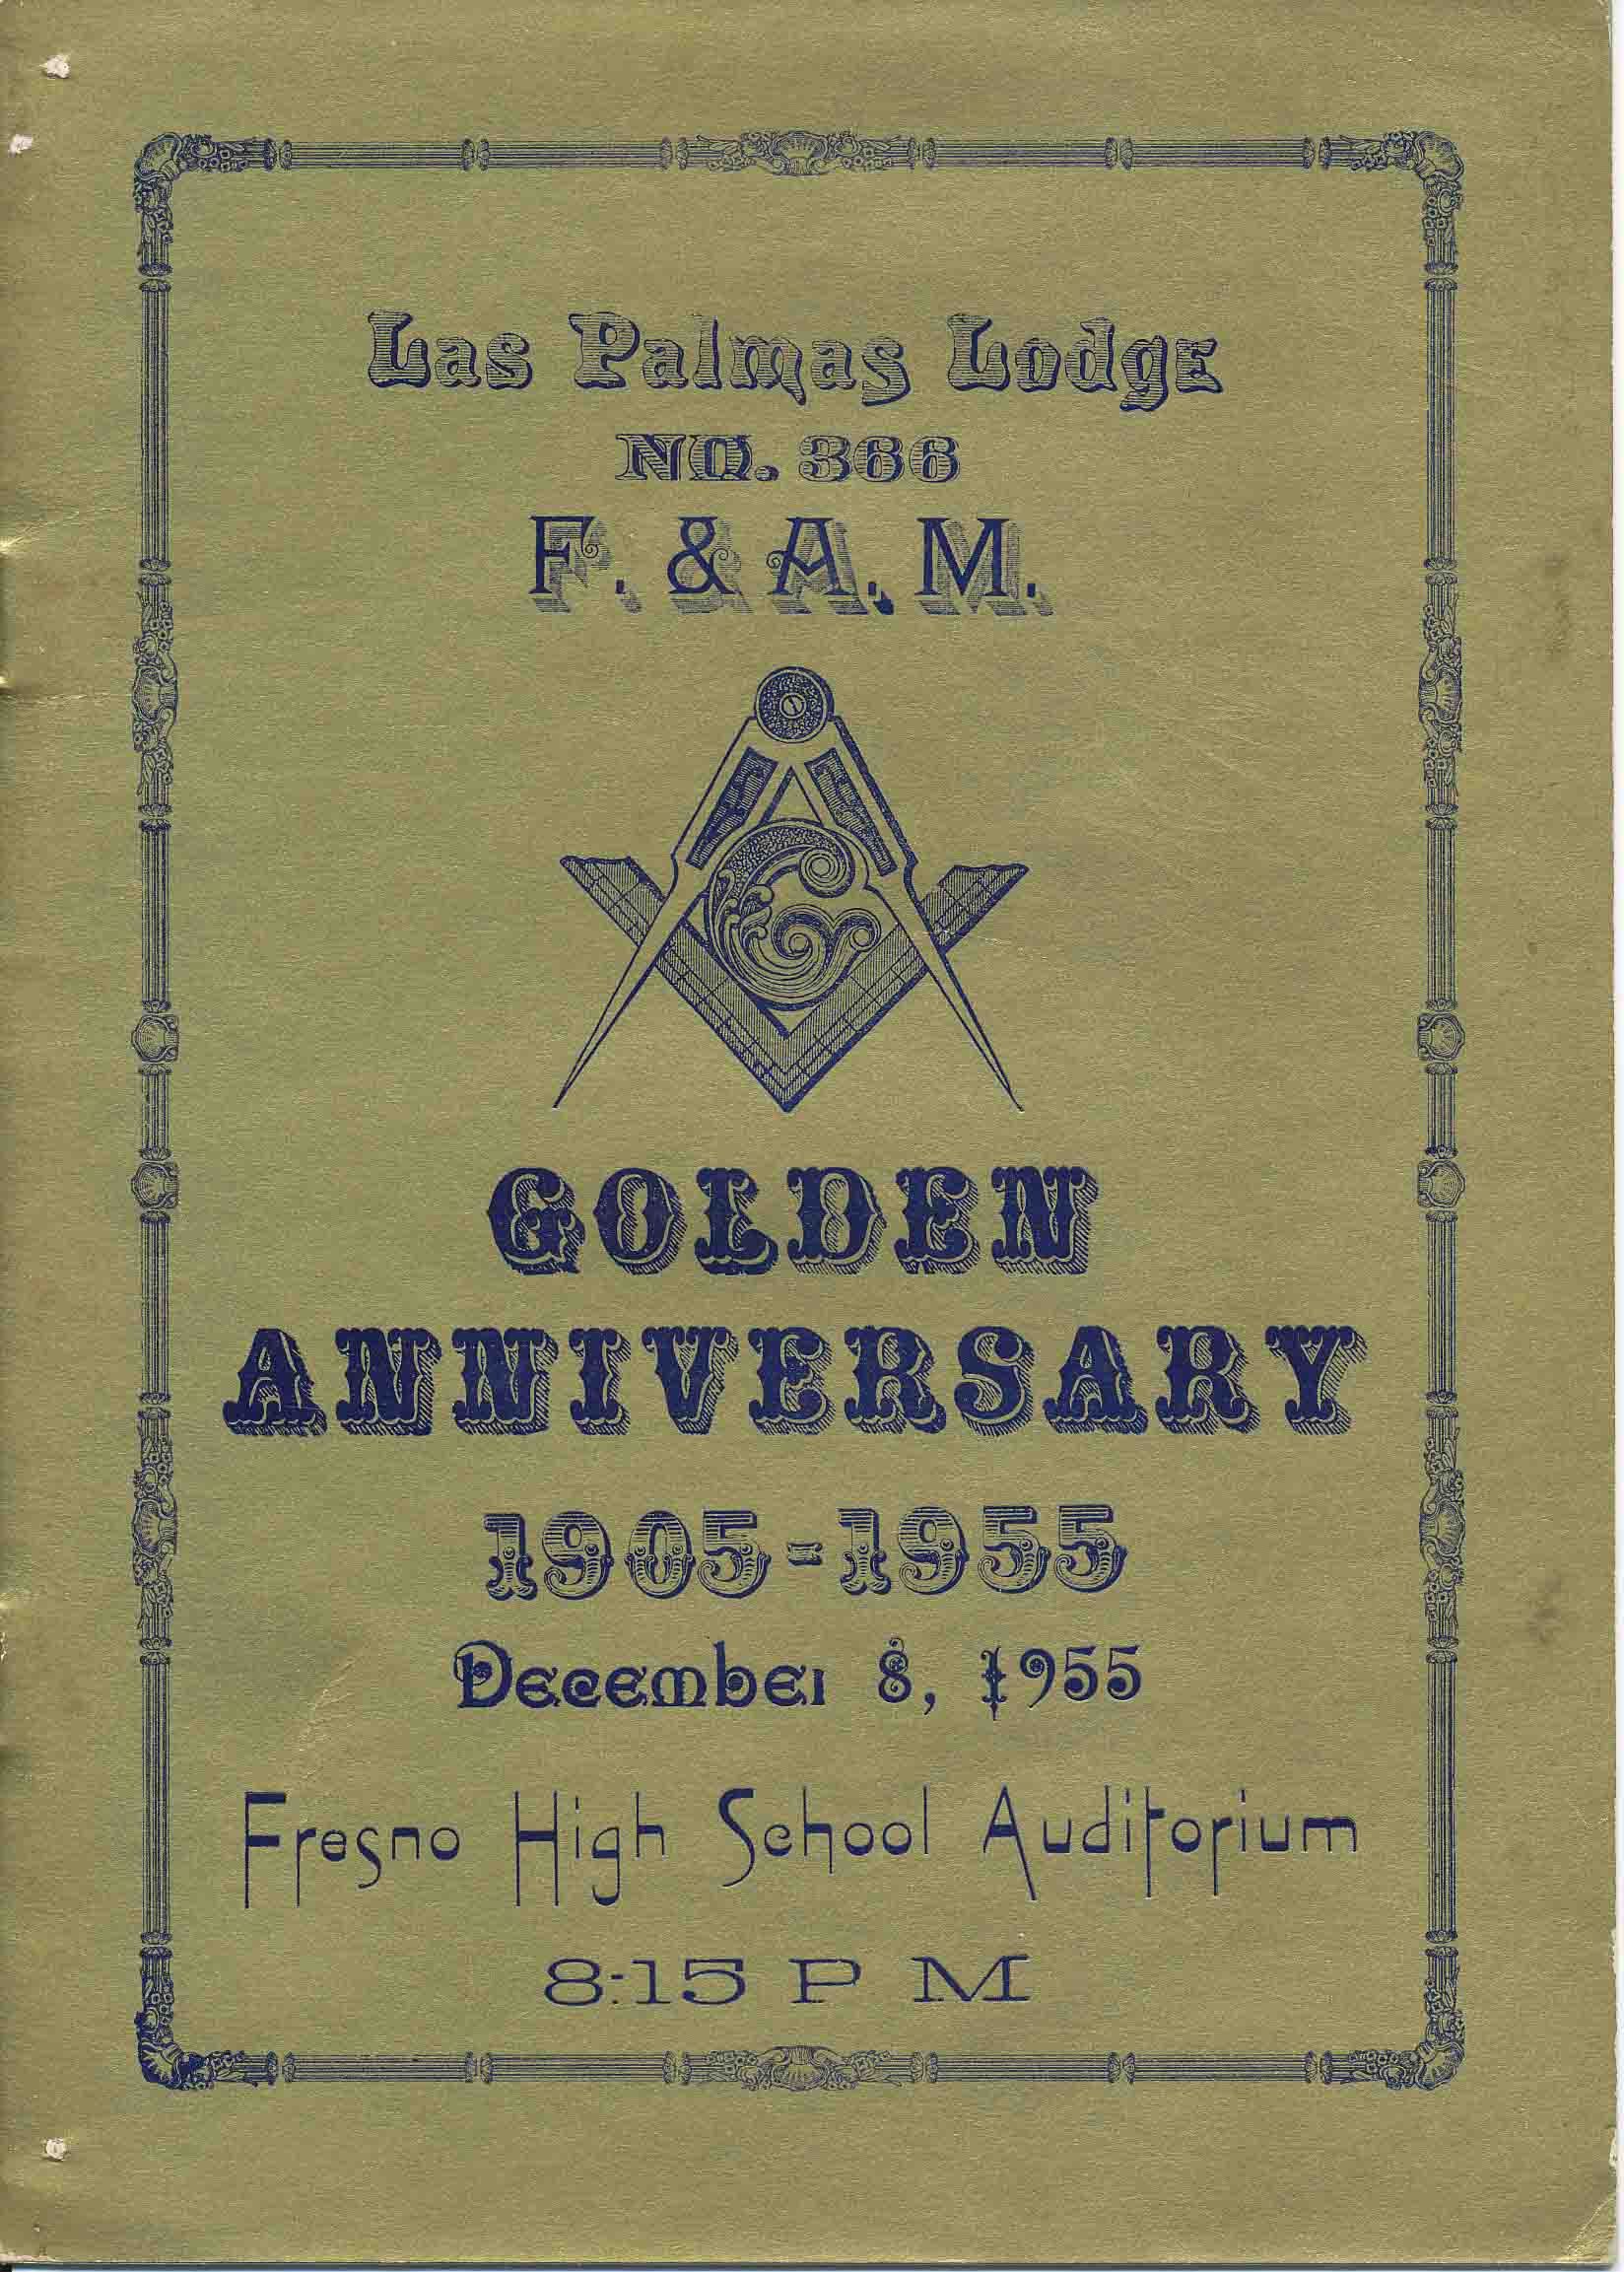 Las Palmas Lodge
NO. 366
F. & A. M.
G
GOLDEN
ANNIVERSARY
1905-1955
December 8, 1955
Fresno High School Auditorium
8:15 P M